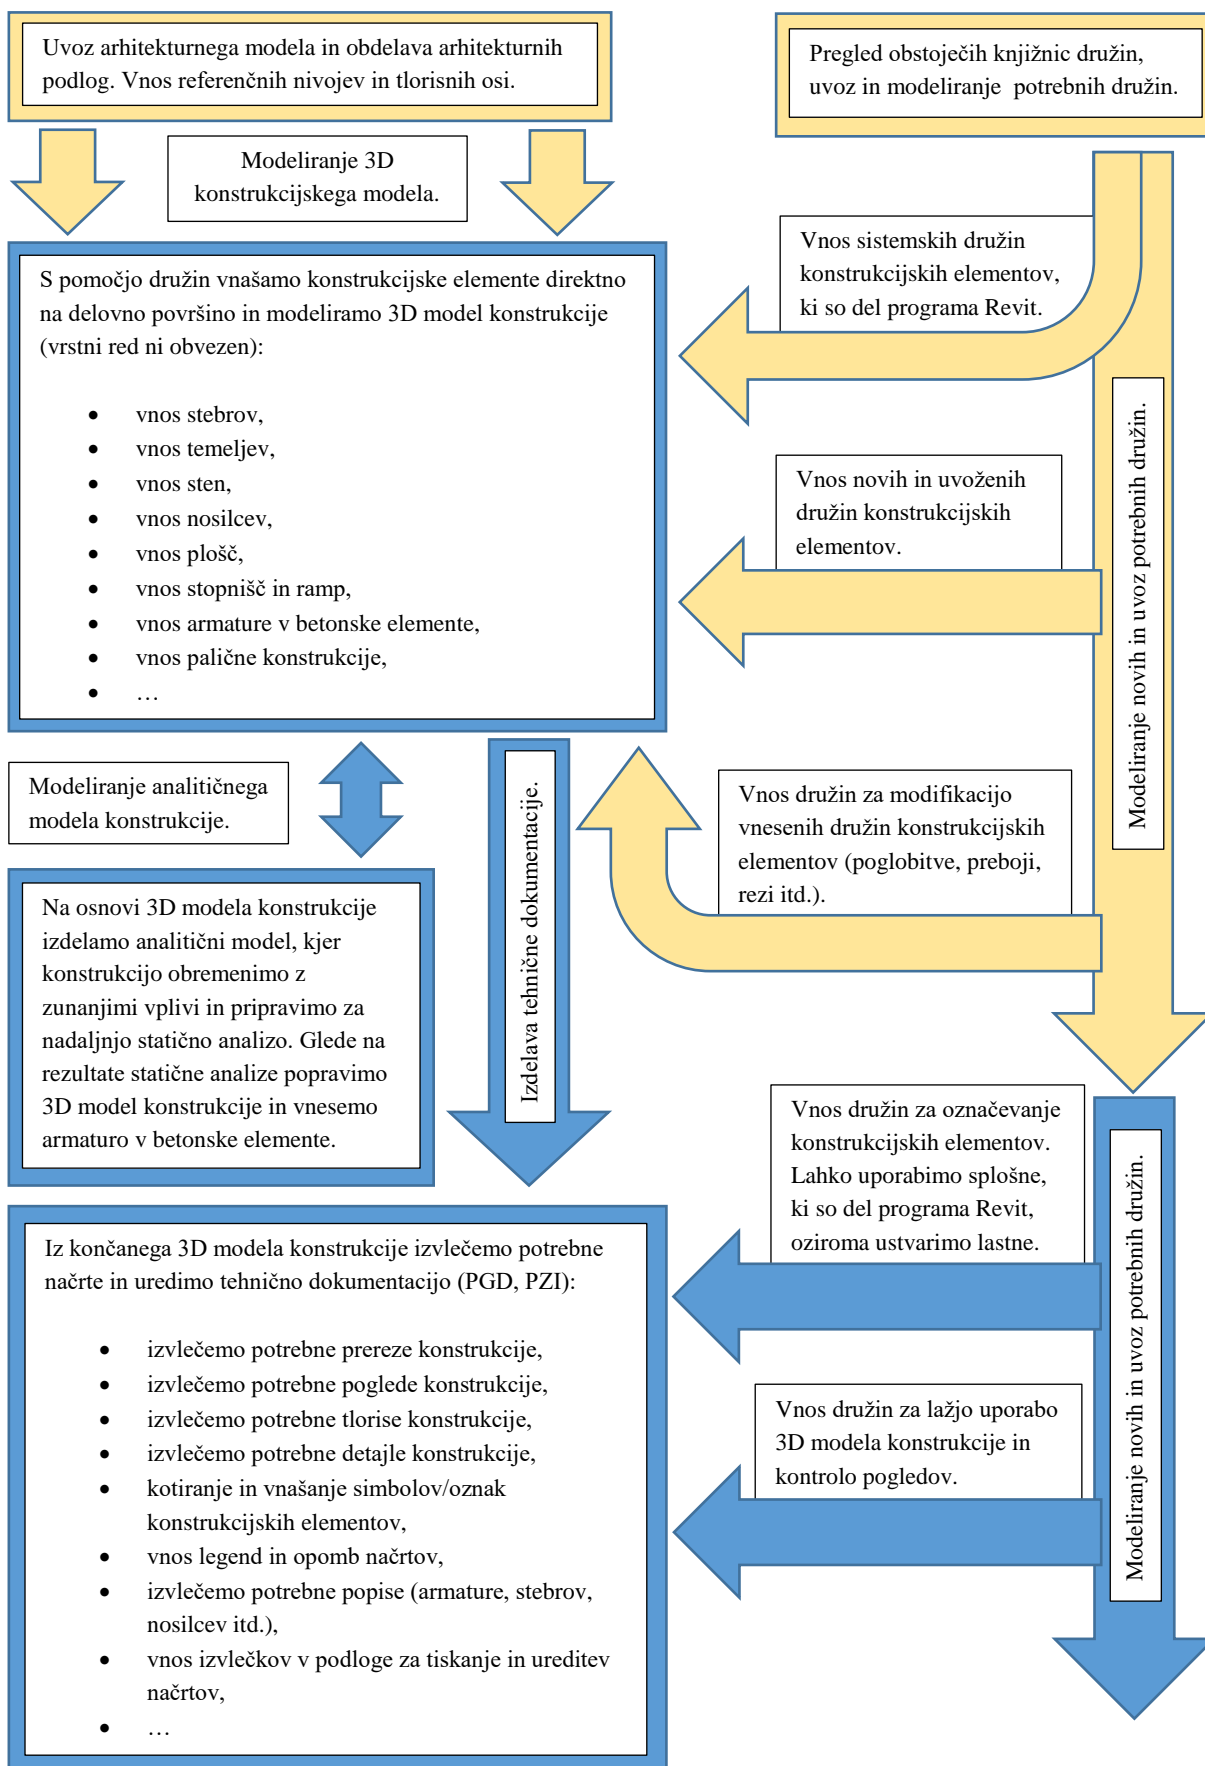 Uvoz arhitekturnega modela in obdelava arhitekturnih
podlog. Vnos referenčnih nivojev in tlorisnih osi.
Pregled obstoječih knjižnic družin,
uvoz in modeliranje potrebnih družin.
Modeliranje 3D
konstrukcijskega modela.
S pomočjo družin vnašamo konstrukcijske elemente direktno
na delovno površino in modeliramo 3D model konstrukcije
(vrstni red ni obvezen):
• vnos stebrov,
• vnos temeljev,
• vnos sten,
• vnos nosilcev,
• vnos plošč,
• vnos stopnišč in ramp,
• vnos armature v betonske elemente,
• vnos palične konstrukcije,
• …
Vnos sistemskih družin
konstrukcijskih elementov,
ki so del programa Revit.
Vnos novih in uvoženih
družin konstrukcijskih
elementov.
Modeliranje novih in uvoz potrebnih družin.
Modeliranje analitičnega
modela konstrukcije.
Izdelava tehnične dokumentacije.
Vnos družin za modifikacijo
vnesenih družin konstrukcijskih
elementov (poglobitve, preboji,
rezi itd.).
Na osnovi 3D modela konstrukcije
izdelamo analitični model, kjer
konstrukcijo obremenimo z
zunanjimi vplivi in pripravimo za
nadaljnjo statično analizo. Glede na
rezultate statične analize popravimo
3D model konstrukcije in vnesemo
armaturo v betonske elemente.
Vnos družin za označevanje
konstrukcijskih elementov.
Lahko uporabimo splošne,
ki so del programa Revit,
oziroma ustvarimo lastne.
Modeliranje novih in uvoz potrebnih družin.
Iz končanega 3D modela konstrukcije izvlečemo potrebne
načrte in uredimo tehnično dokumentacijo (PGD, PZI):
• izvlečemo potrebne prereze konstrukcije,
• izvlečemo potrebne poglede konstrukcije,
• izvlečemo potrebne tlorise konstrukcije,
• izvlečemo potrebne detajle konstrukcije,
• kotiranje in vnašanje simbolov/oznak
konstrukcijskih elementov,
• vnos legend in opomb načrtov,
• izvlečemo potrebne popise (armature, stebrov,
nosilcev itd.),
• vnos izvlečkov v podloge za tiskanje in ureditev
načrtov,
• …
Vnos družin za lažjo uporabo
3D modela konstrukcije in
kontrolo pogledov.